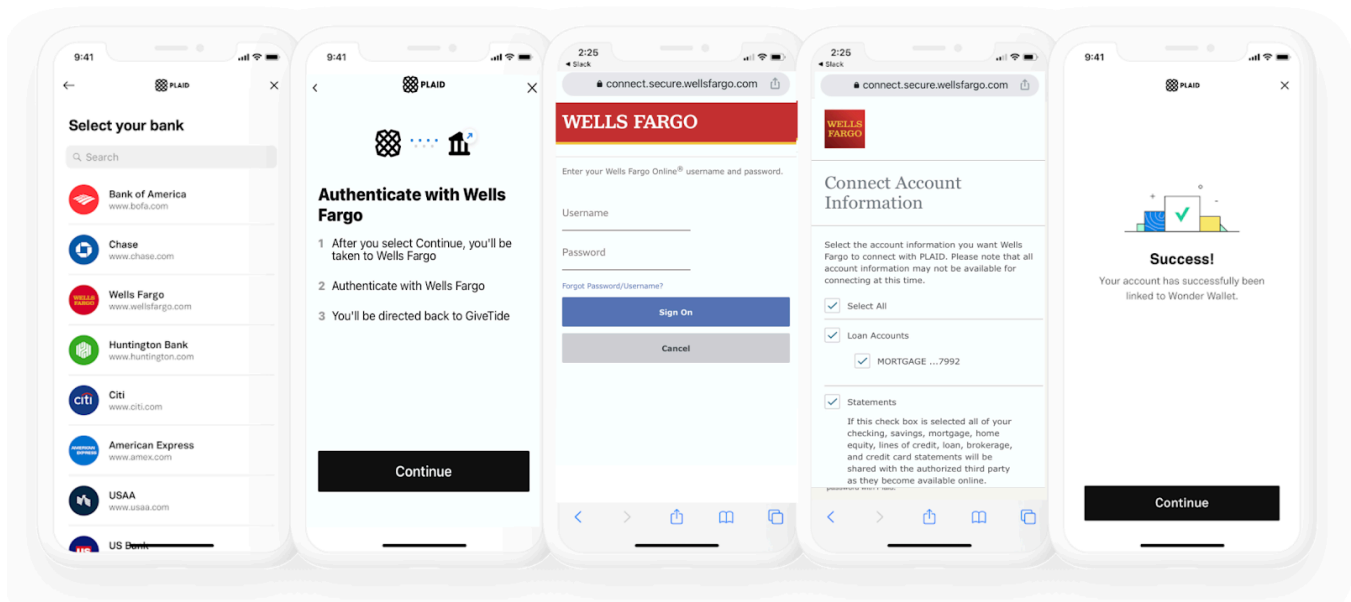 9:41
PLAID
Select your bank
Search
Bank of America
www.bofa.com
Chase
www.chase.com
WELLS
FARGO
Wells Fargo
www.wellsfargo.com
Huntington Bank
www.huntington.com
citi
Citi
www.citi.com
AMERICAN
EXPRESS
American Express
www.amex.com
USAA
www.usaa.com
US
US Bank
9:41
PLAID
Authenticate with Wells
Fargo
1 After you select Continue, you'll be
taken to Wells Fargo
2 Authenticate with Wells Fargo
3 You'll be directed back to GiveTide
Continue
2:25
Slack
connect.secure.wellsfargo.com
WELLS FARGO
Enter your Wells Fargo Online® username and password.
Username
Password
Forgot Password/Username?
Sign On
Cancel
2:25
Slack
connect.secure.wellsfargo.com
WELLS
FARGO
Connect Account
Information
Select the account information you want Wells
Fargo to connect with PLAID. Please note that all
account information may not be available for
connecting at this time.
Select All
Loan Accounts
MORTGAGE ...7992
Statements
If this check box is selected all of your
checking, savings, mortgage, home
equity, lines of credit, loan, brokerage,
and credit card statements will be
shared with the authorized third party
as they become available online.
password with Plaid.
9:41
PLAID
Success!
Your account has successfully been
linked to Wonder Wallet.
Continue